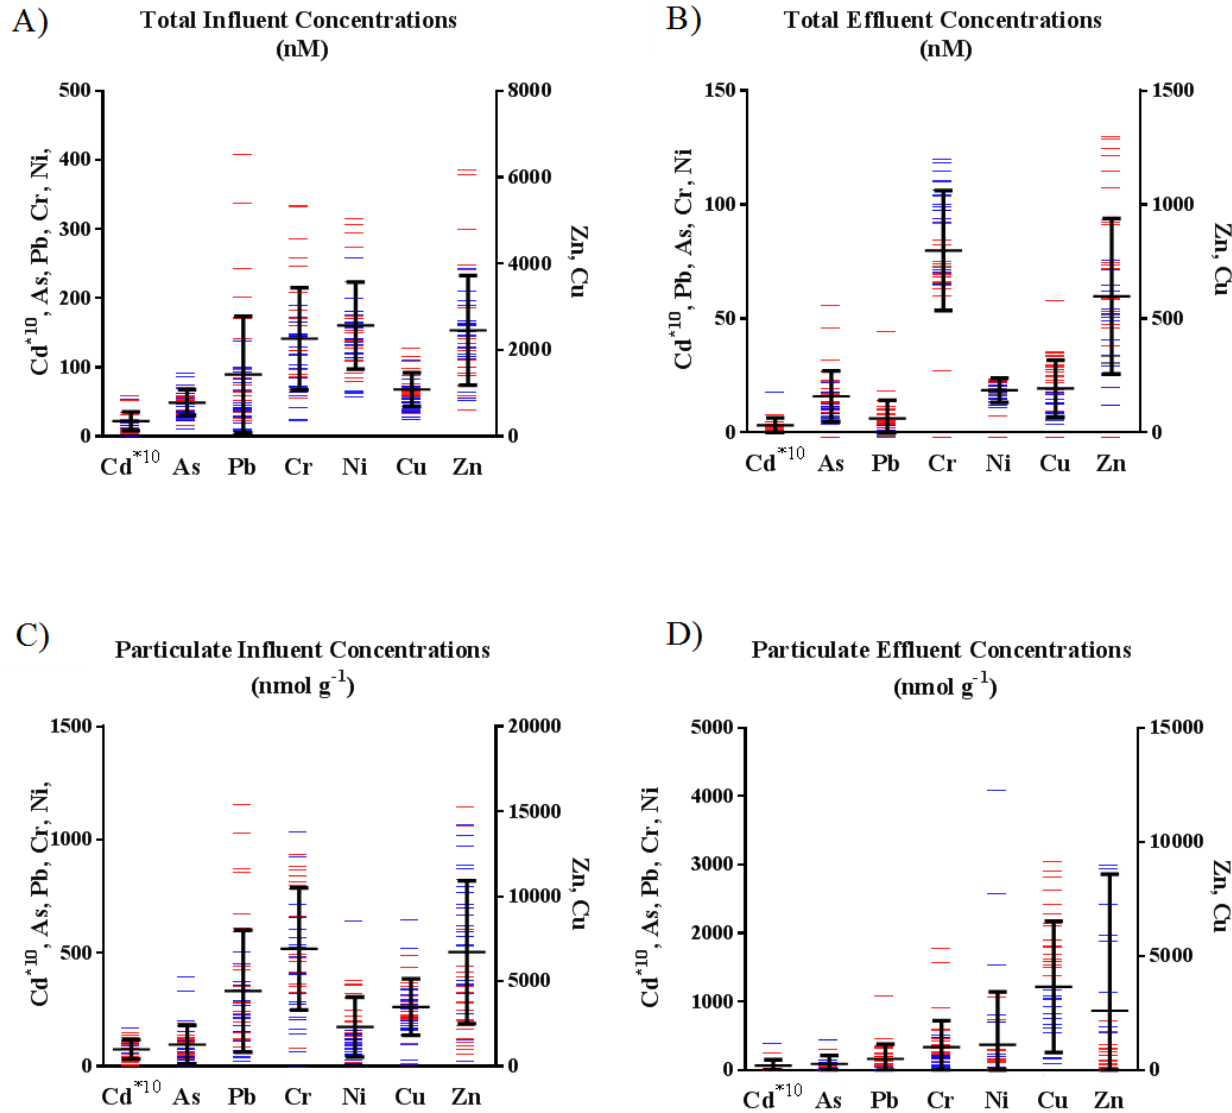 A)
Total Influent Concentrations
(nM)
Cd*10, As, Pb, Cr, Ni,
500
400
300
200
100
0
8000
6000
4000
2000
0
Zn, Cu
Cd*10 As Pb Cr Ni Cu Zn
B)
Total Effluent Concentrations
(nM)
Cd*10, Pb, As, Cr, Ni
150
100
50
0
1500
1000
500
0
Zn, Cu
Cd*10 As Pb Cr Ni Cu Zn
C)
Particulate Influent Concentrations
(nmol g-1)
Cd*10, As, Pb, Cr, Ni,
1500
1000
500
0
20000
15000
10000
5000
0
Zn, Cu
Cd*10 As Pb Cr Ni Cu Zn
D)
Particulate Effluent Concentrations
(nmol g-1)
Cd*10, As, Pb, Cr, Ni
5000
4000
3000
2000
1000
0
15000
10000
5000
0
Zn, Cu
Cd*10 As Pb Cr Ni Cu Zn